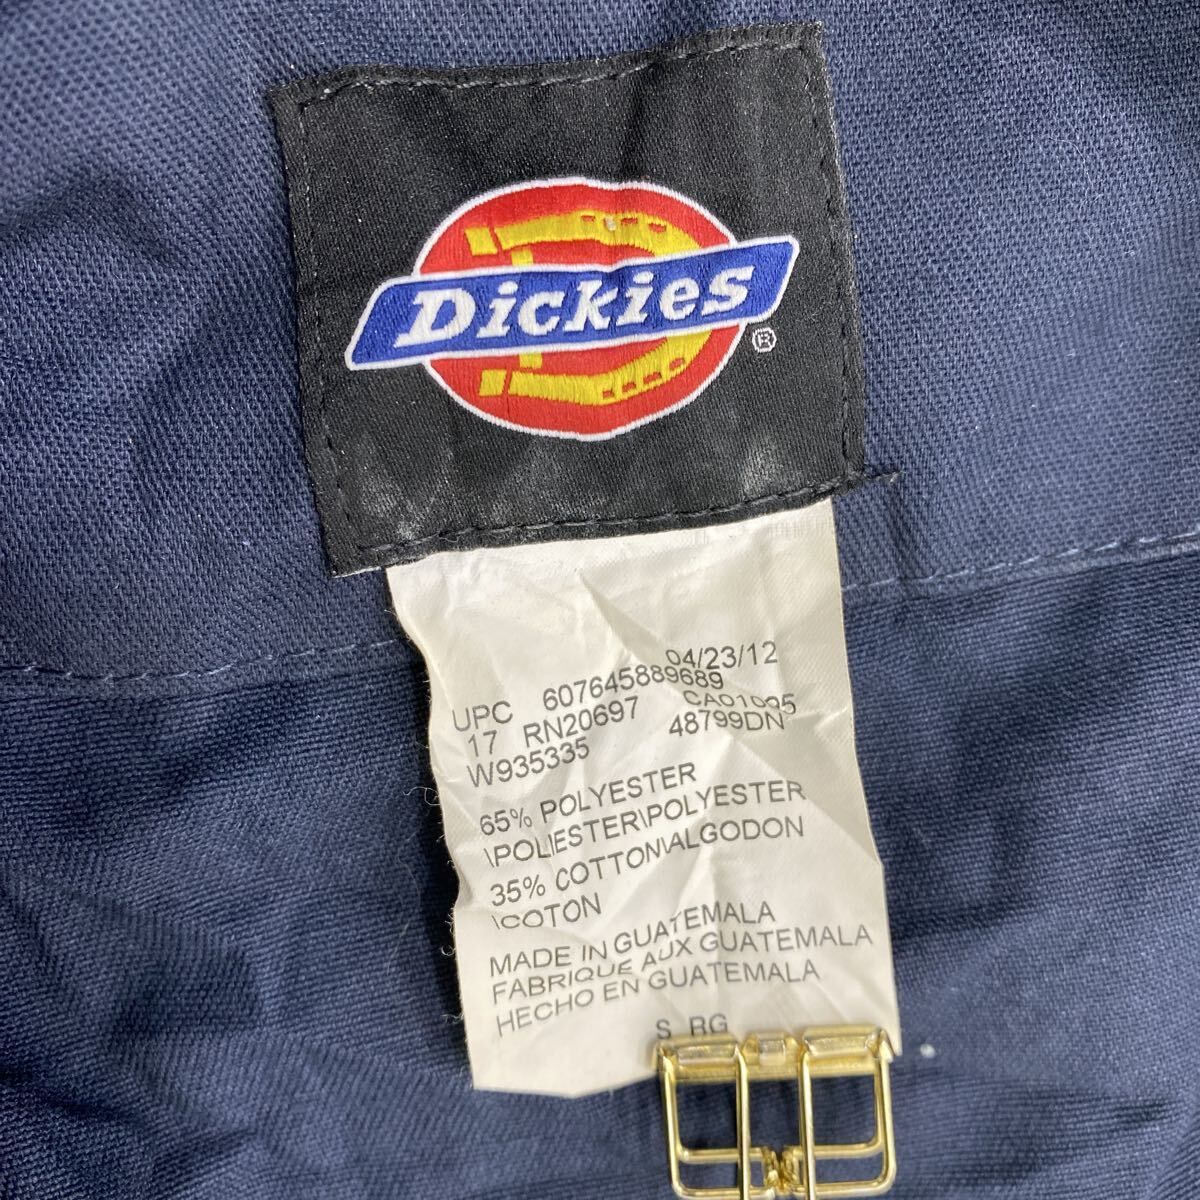 Dickies®
04/23/12
UPC 607645889689
17 RN20697 CA01095
W935335 48799DN
65% POLYESTER
\POLIESTER\POLYESTER
35% COTTON\ALGODON
\COTON
MADE IN GUATEMALA
FABRIQUE AUX GUATEMALA
HECHO EN GUATEMALA
S RG